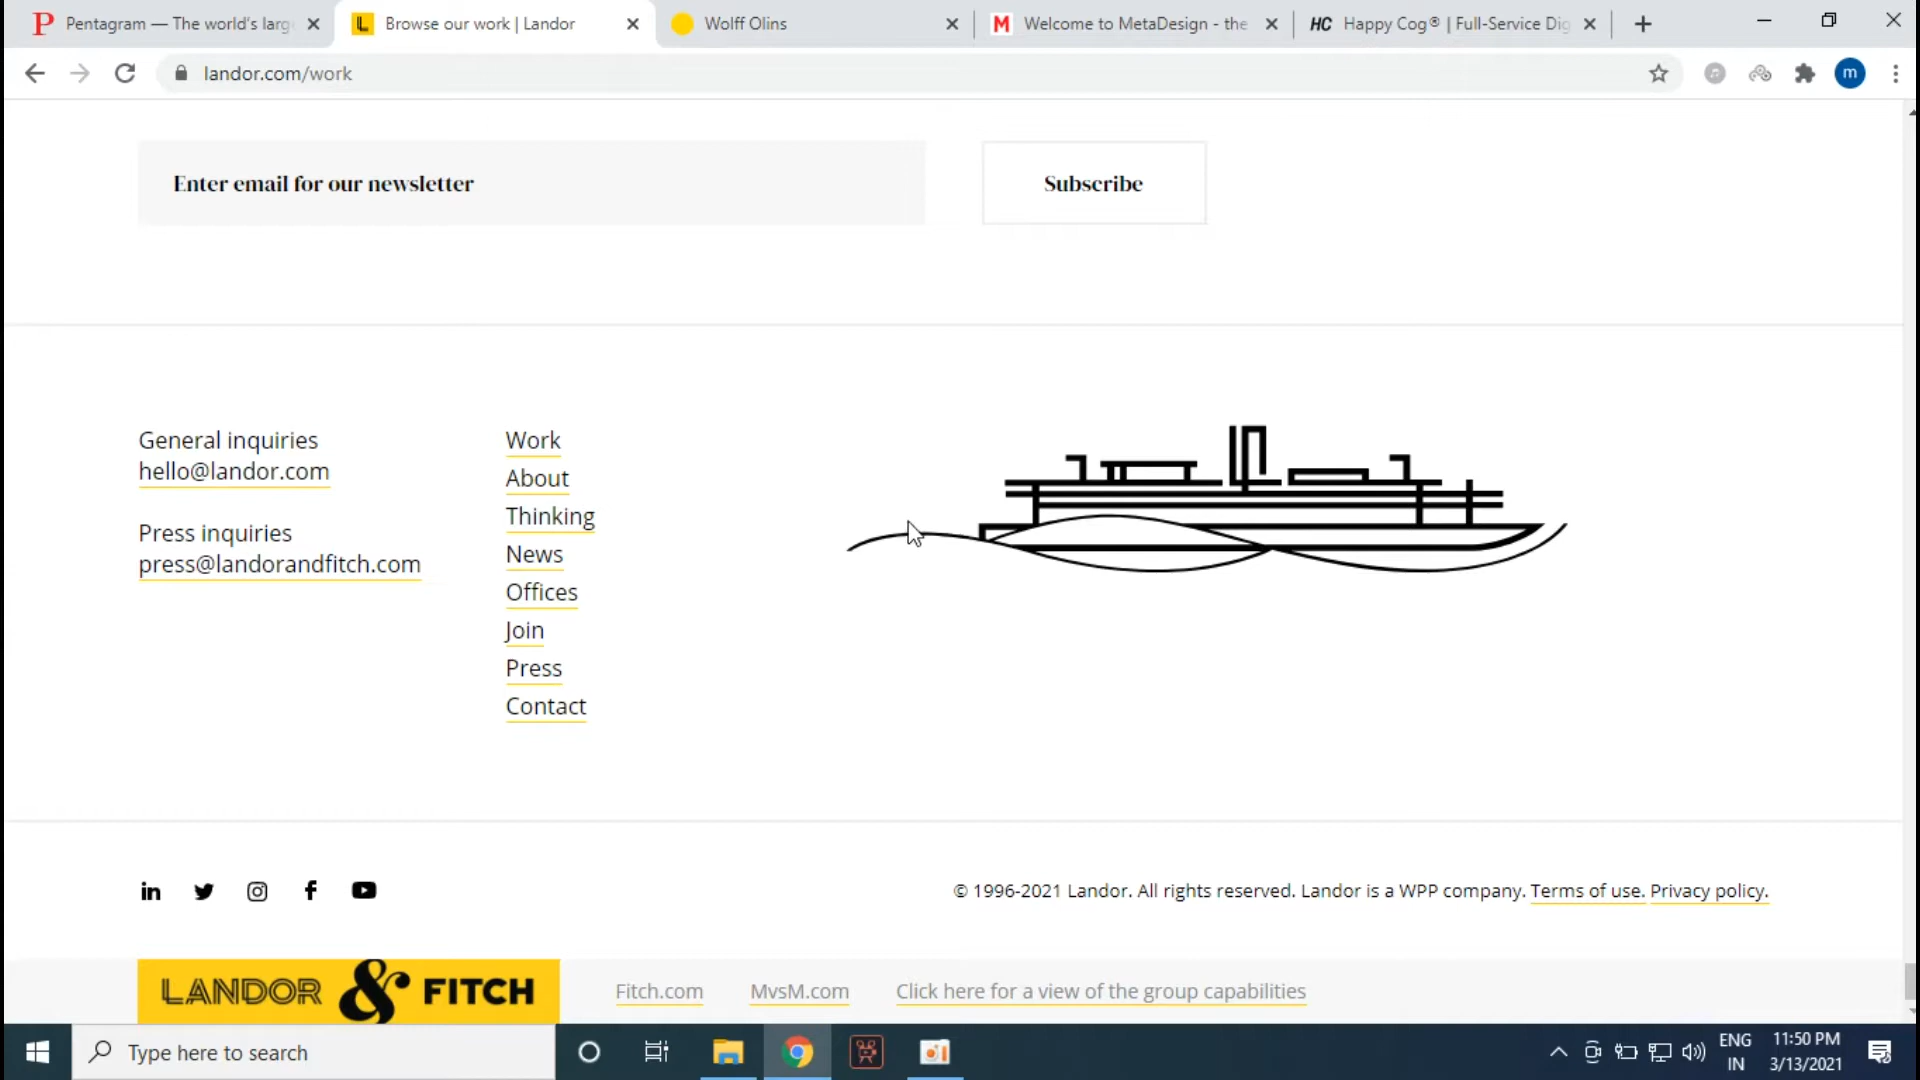 P Pentagram — The world's larg
L Browse our work | Landor
Wolff Olins
M Welcome to MetaDesign - the
HC Happy Cog® | Full-Service Dig
landor.com/work
m
Enter email for our newsletter
Subscribe
General inquiries
hello@landor.com
Press inquiries
press@landorandfitch.com
Work
About
Thinking
News
Offices
Join
Press
Contact
© 1996-2021 Landor. All rights reserved. Landor is a WPP company. Terms of use. Privacy policy.
LANDOR & FITCH
Fitch.com
MvsM.com
Click here for a view of the group capabilities
Type here to search
ENG
IN
11:50 PM
3/13/2021